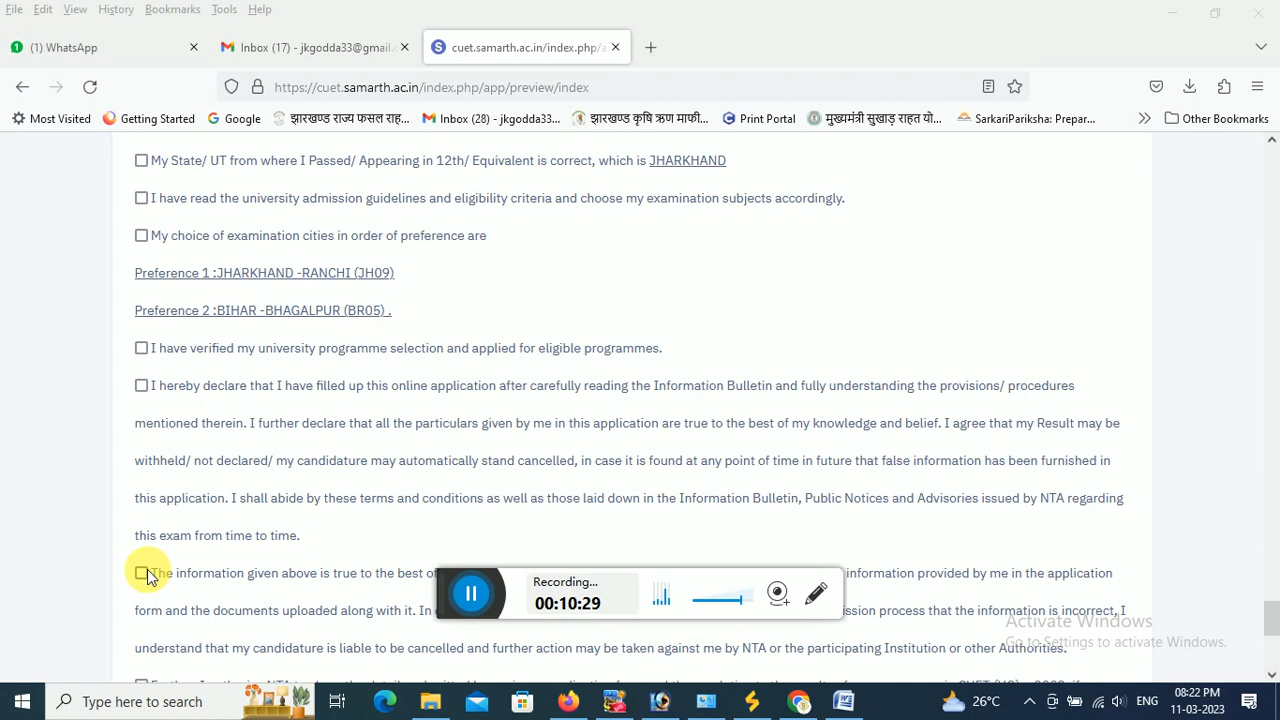 File Edit View History Bookmarks Tools Help
(1) WhatsApp
Inbox (17) - jkgodda33@gmail.c
cuet.samarth.ac.in/index.php/a
https://cuet.samarth.ac.in/index.php/app/preview/index
Most Visited Getting Started Google झारखण्ड राज्य फसल राह... Inbox (28) - jkgodda33... झारखण्ड कृषि ऋण माफी... Print Portal मुख्यमंत्री सुखाड़ राहत यो... SarkariPariksha: Prepar... Other Bookmarks
My State/ UT from where I Passed/ Appearing in 12th/ Equivalent is correct, which is JHARKHAND
I have read the university admission guidelines and eligibility criteria and choose my examination subjects accordingly.
My choice of examination cities in order of preference are
Preference 1 :JHARKHAND -RANCHI (JH09)
Preference 2 :BIHAR -BHAGALPUR (BR05) .
I have verified my university programme selection and applied for eligible programmes.
I hereby declare that I have filled up this online application after carefully reading the Information Bulletin and fully understanding the provisions/ procedures
mentioned therein. I further declare that all the particulars given by me in this application are true to the best of my knowledge and belief. I agree that my Result may be
withheld/ not declared/ my candidature may automatically stand cancelled, in case it is found at any point of time in future that false information has been furnished in
this application. I shall abide by these terms and conditions as well as those laid down in the Information Bulletin, Public Notices and Advisories issued by NTA regarding
this exam from time to time.
The information given above is true to the best of information provided by me in the application
form and the documents uploaded along with it. In ission process that the information is incorrect, I
understand that my candidature is liable to be cancelled and further action may be taken against me by NTA or the participating Institution or other Authorities.
Recording...
00:10:29
Activate Windows
Go to Settings to activate Windows.
Type here to search
26°C
ENG
08:22 PM
11-03-2023